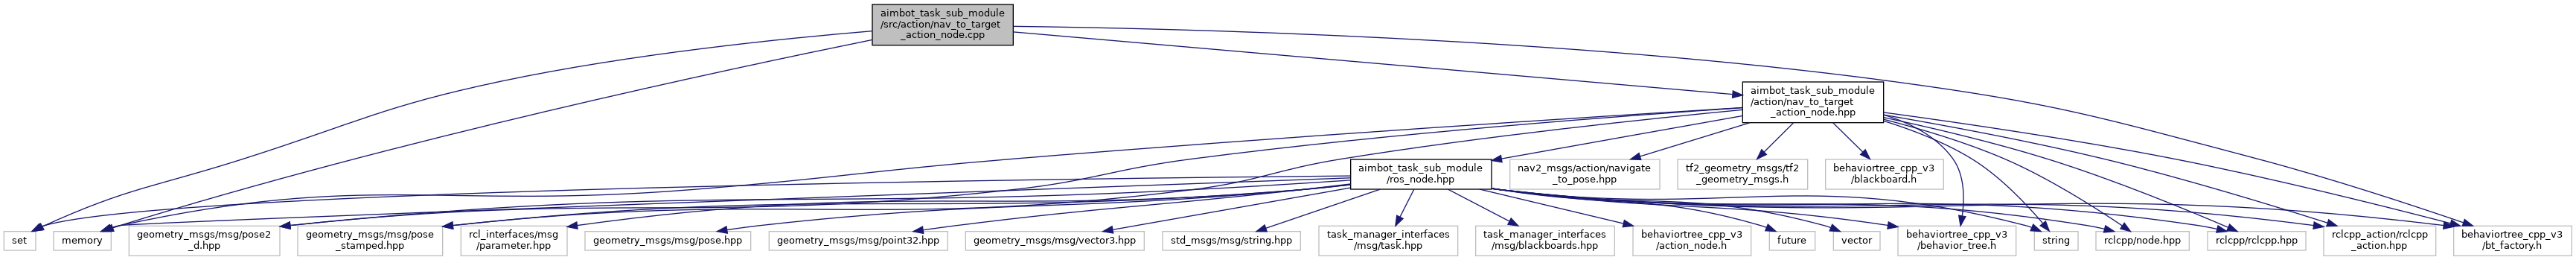 aimbot_task_sub_module
/src/action/nav_to_target
_action_node.cpp
aimbot_task_sub_module
/action/nav_to_target
_action_node.hpp
aimbot_task_sub_module
/ros_node.hpp
nav2_msgs/action/navigate
_to_pose.hpp
tf2_geometry_msgs/tf2
_geometry_msgs.h
behaviortree_cpp_v3
/blackboard.h
set
memory
geometry_msgs/msg/pose2
_d.hpp
geometry_msgs/msg/pose
_stamped.hpp
rcl_interfaces/msg
/parameter.hpp
geometry_msgs/msg/pose.hpp
geometry_msgs/msg/point32.hpp
geometry_msgs/msg/vector3.hpp
std_msgs/msg/string.hpp
task_manager_interfaces
/msg/task.hpp
task_manager_interfaces
/msg/blackboards.hpp
behaviortree_cpp_v3
/action_node.h
future
vector
behaviortree_cpp_v3
/behavior_tree.h
string
rclcpp/node.hpp
rclcpp/rclcpp.hpp
rclcpp_action/rclcpp
_action.hpp
behaviortree_cpp_v3
/bt_factory.h